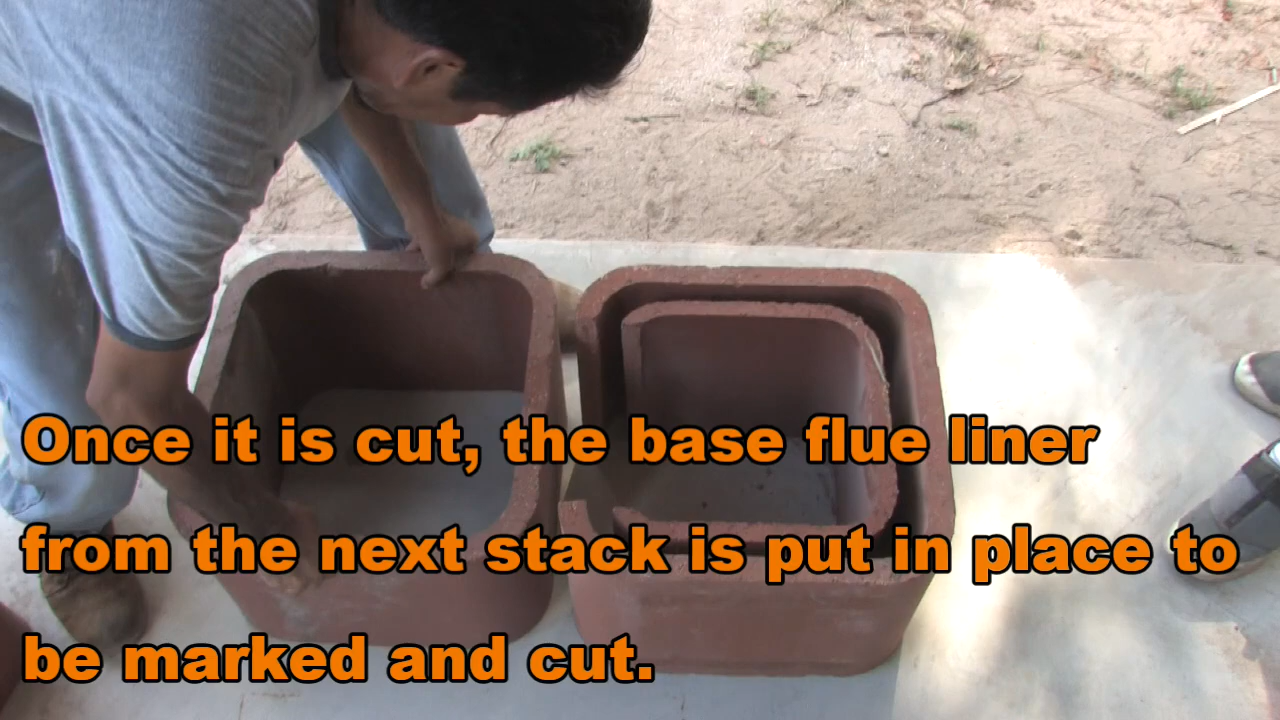 Once it is cut, the base flue liner
from the next stack is put in place to
be marked and cut.